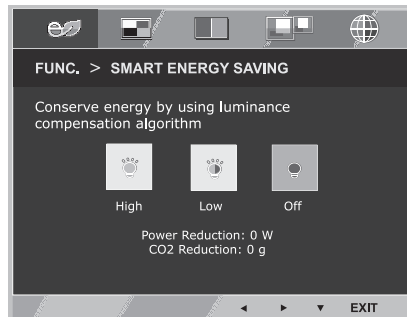 FUNC. > SMART ENERGY SAVING
Conserve energy by using luminance
compensation algorithm
High Low Off
Power Reduction: 0 W
CO2 Reduction: 0 g
EXIT